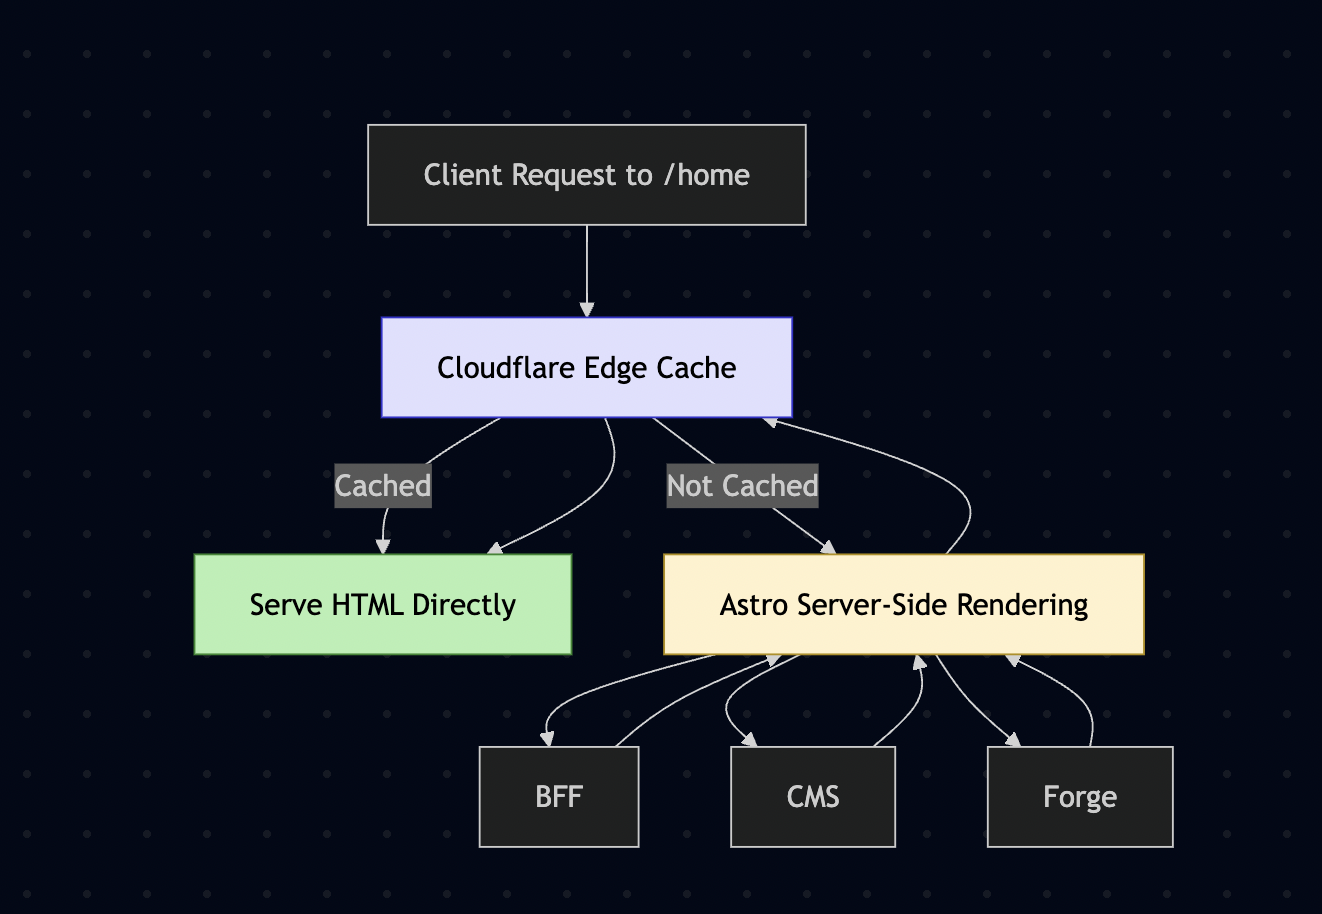 Client Request to /home
Cloudflare Edge Cache
Cached
Not Cached
Serve HTML Directly
Astro Server-Side Rendering
BFF
CMS
Forge